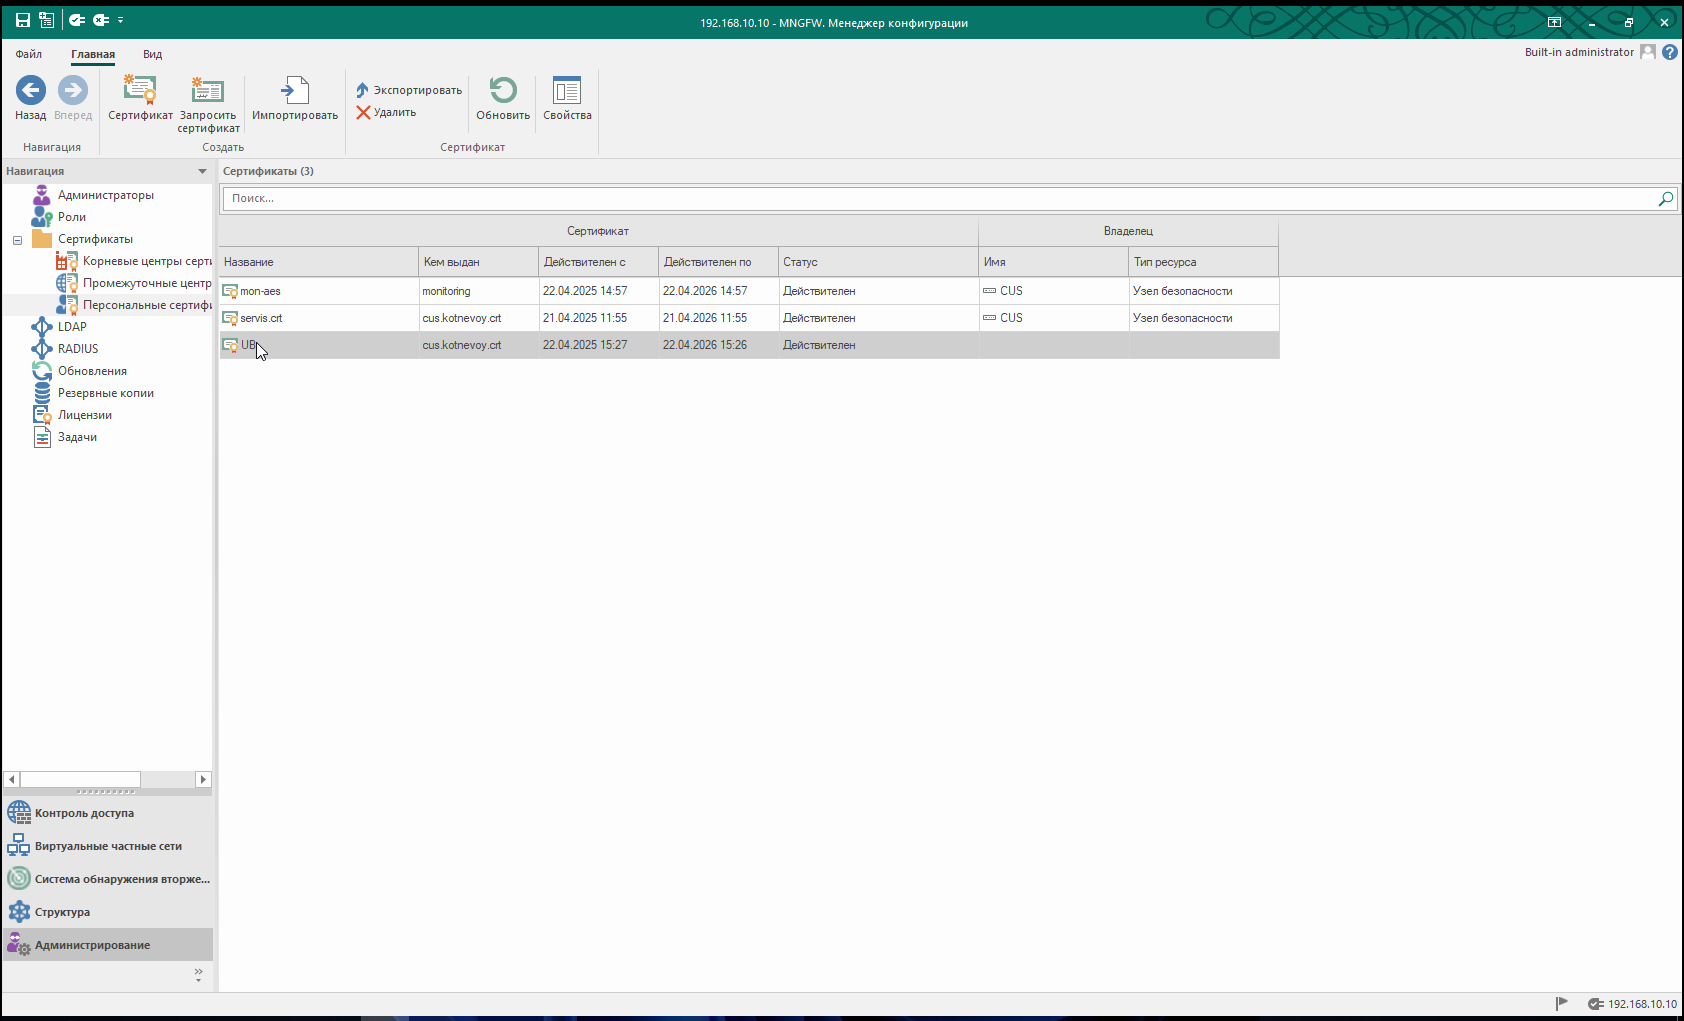 192.168.10.10 - MNGFW. Менеджер конфигурации
Файл
Главная
Вид
Built-in administrator
Назад
Вперед
Навигация
Сертификат
Запросить сертификат
Импортировать
Создать
Экспортировать
Удалить
Обновить
Свойства
Сертификат
Навигация
Администраторы
Роли
Сертификаты
Корневые центры серти
Промежуточные центр
Персональные сертифи
LDAP
RADIUS
Обновления
Резервные копии
Лицензии
Задачи
Контроль доступа
Виртуальные частные сети
Система обнаружения вторже...
Структура
Администрирование
Сертификаты (3)
Поиск...
Сертификат Владелец
Название Кем выдан Действителен с Действителен по Статус Имя Тип ресурса
mon-aes monitoring 22.04.2025 14:57 22.04.2026 14:57 Действителен CUS Узел безопасности
servis.crt cus.kotnevoy.crt 21.04.2025 11:55 21.04.2026 11:55 Действителен CUS Узел безопасности
UB cus.kotnevoy.crt 22.04.2025 15:27 22.04.2026 15:26 Действителен
192.168.10.10